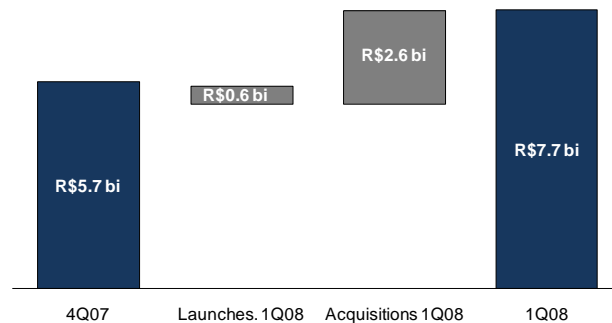 R$2.6 bi
R$0.6 bi
R$7.7 bi
R$5.7 bi
4Q07 Launches. 1Q08 Acquisitions 1Q08 1Q08